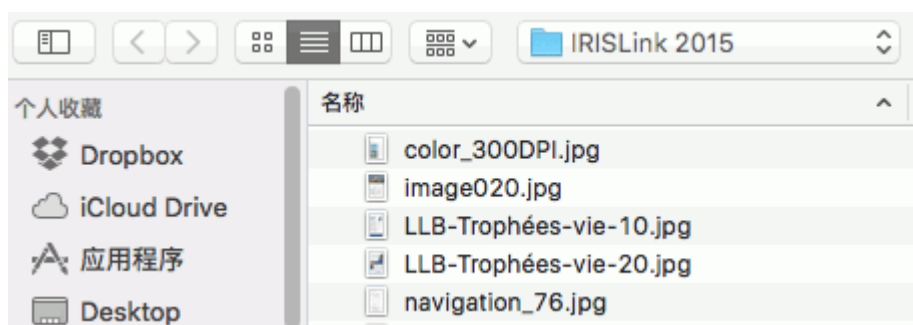 IRISLink 2015
个人收藏
Dropbox
iCloud Drive
应用程序
Desktop
名称
color_300DPI.jpg
image020.jpg
LLB-Trophées-vie-10.jpg
LLB-Trophées-vie-20.jpg
navigation_76.jpg